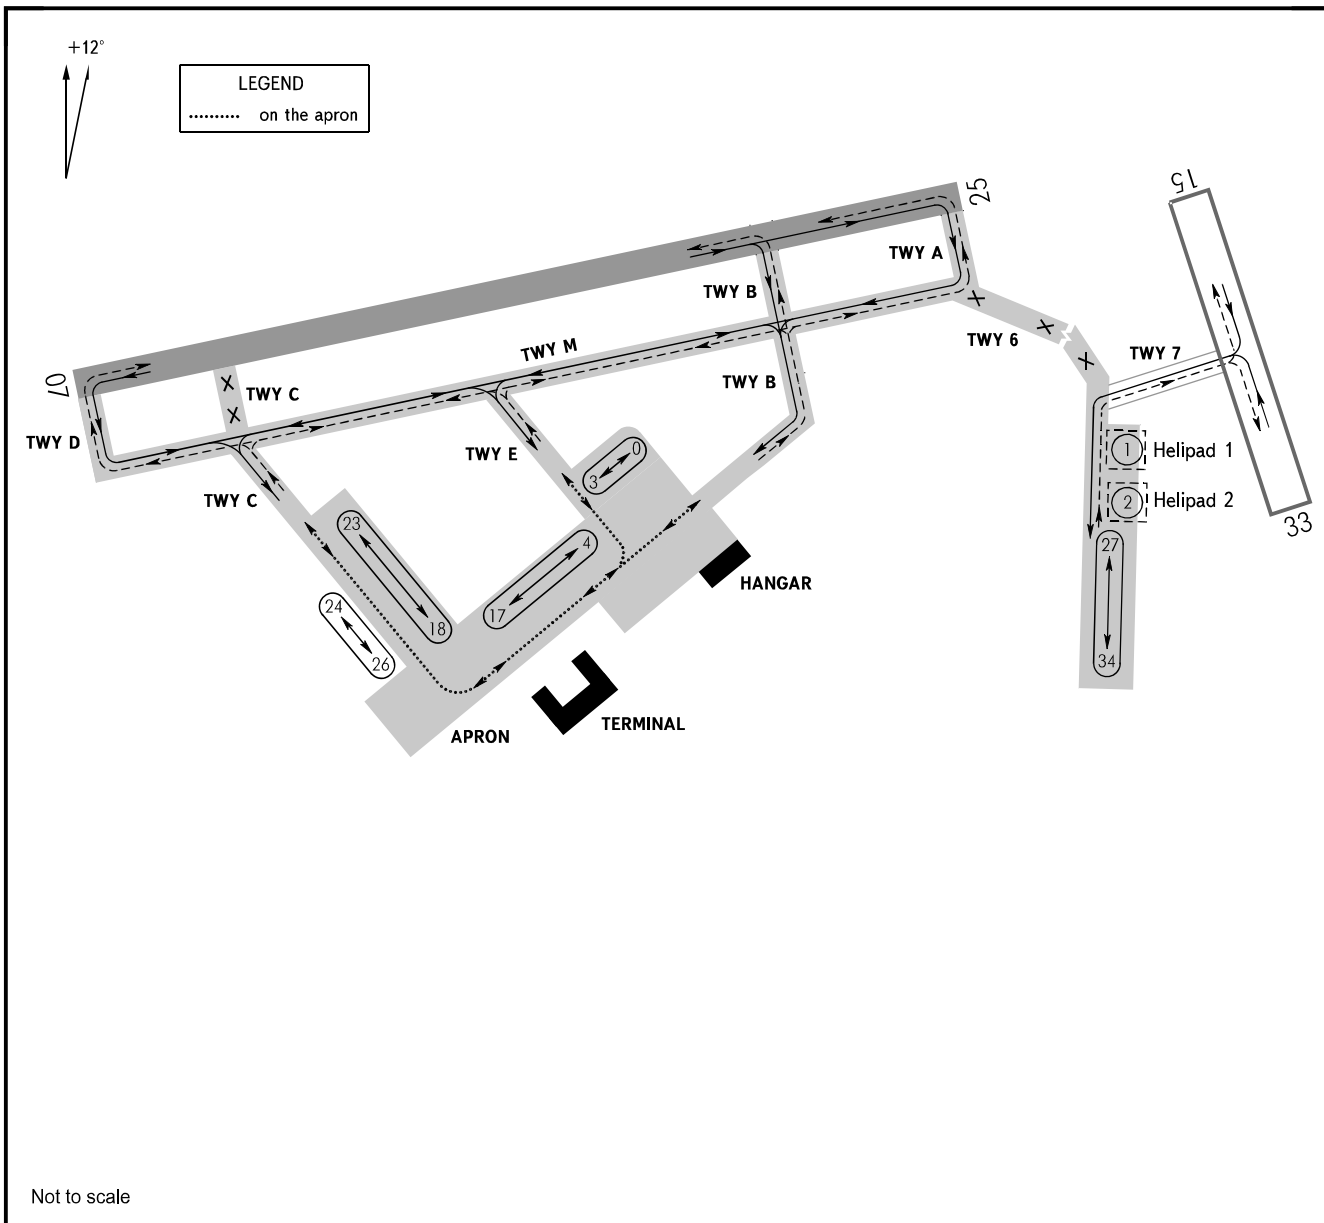 +12°
LEGEND
.......... on the apron
15
25
TWY A
TWY B
TWY 6
TWY M
TWY 7
07
TWY C
TWY B
TWY D
TWY E
TWY C
0
3
1
Helipad 1
2
Helipad 2
33
23
4
27
HANGAR
24
17
18
26
34
TERMINAL
APRON
Not to scale